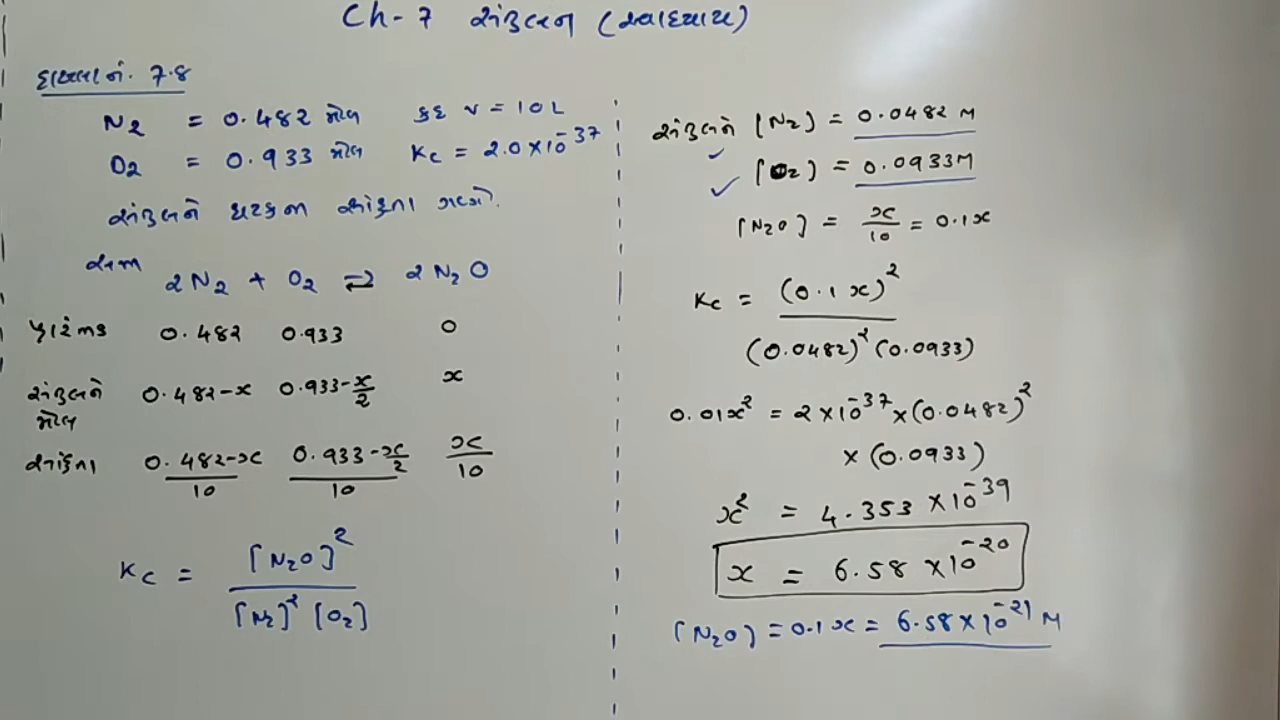 Ch-7 સંતુલન (સ્વાધ્યાય)
દાખલા નં. 7.8
N₂ = 0.482 મોલ કદ V = 10 L
O₂ = 0.933 મોલ Kc = 2.0 × 10⁻³⁷
સંતુલને ઘટકના સાંદ્રતા ગણો.
2N₂ + O₂ ⇌ 2N₂O
0.482 0.933 0
સંતુલને 0.482-x 0.933-x/2 x
મોલ
સાંદ્રતા (0.482-x)/10 (0.933-x/2)/10 x/10
Kc = [N₂O]² / [N₂]² [O₂]
સંતુલને [N₂] = 0.0482 M
[O₂] = 0.0933 M
[N₂O] = x/10 = 0.1x
Kc = (0.1x)² / (0.0482)² (0.0933)
0.01x² = 2 × 10⁻³⁷ × (0.0482)²
× (0.0933)
x² = 4.353 × 10⁻³⁹
x = 6.58 × 10⁻²⁰
[N₂O] = 0.1x = 6.58 × 10⁻²¹ M